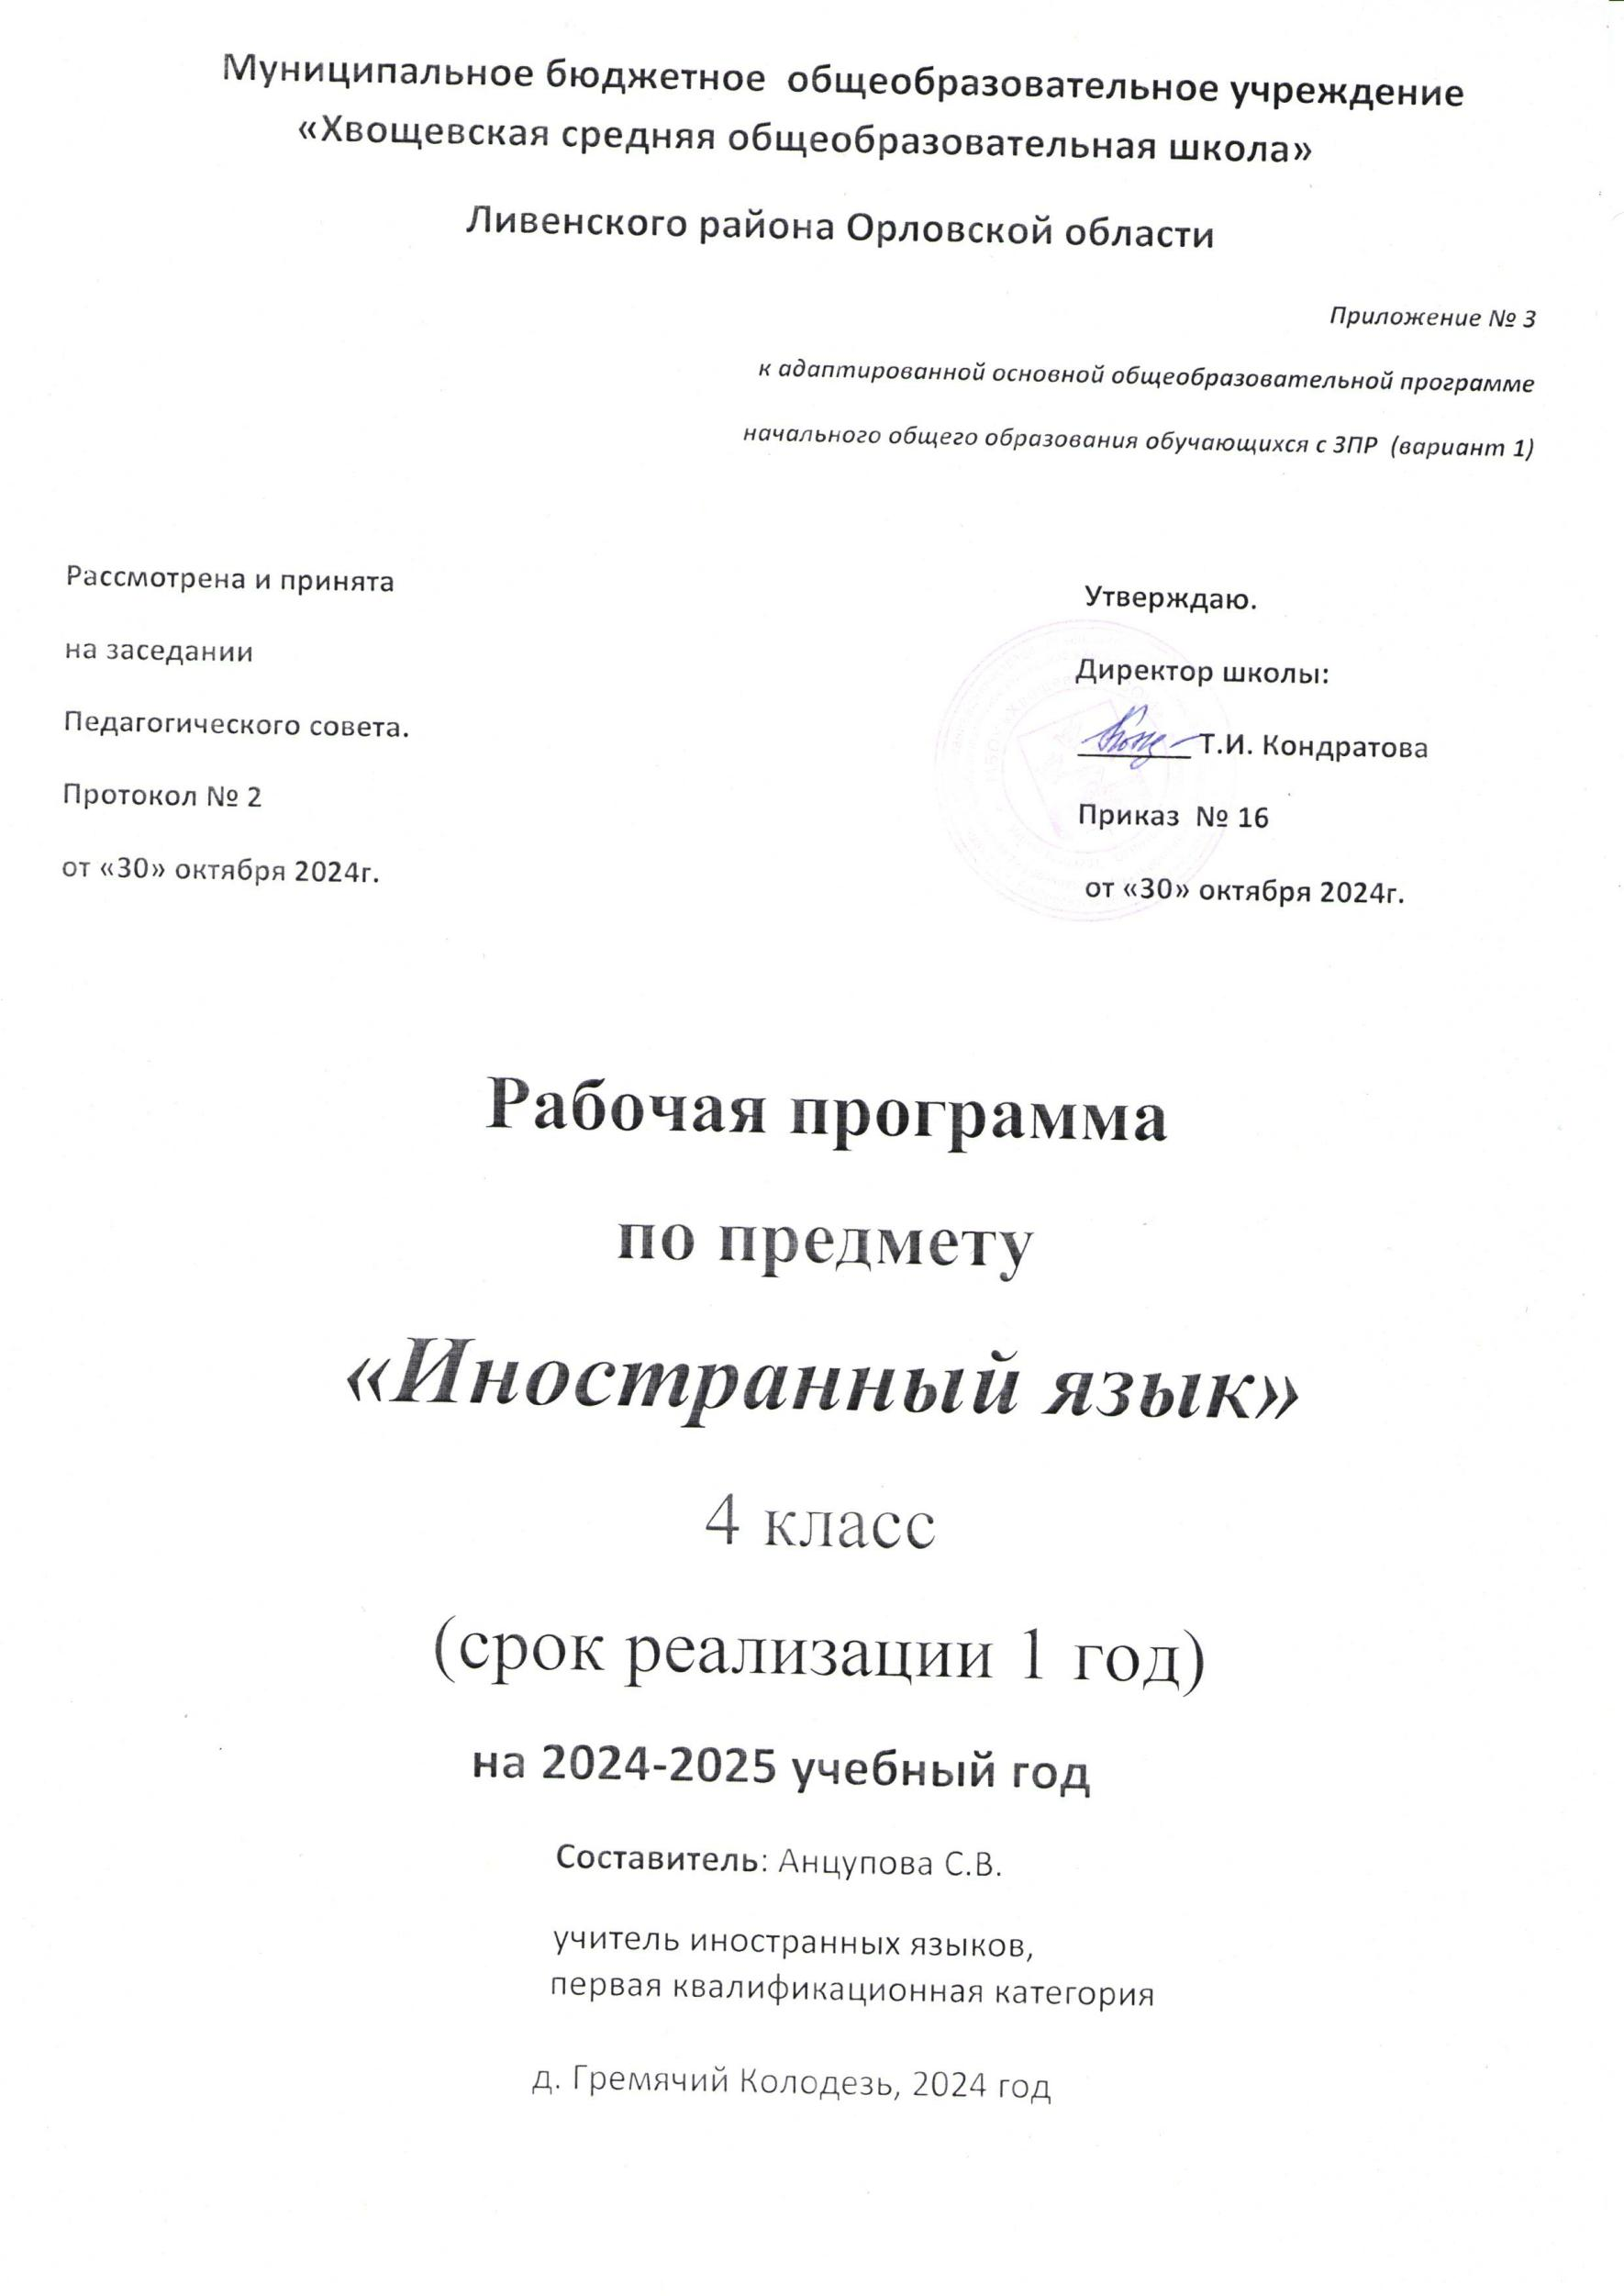 Муниципальное бюджетное общеобразовательное учреждение
«Хвощевская средняя общеобразовательная школа»
Ливенского района Орловской области
Приложение № 3
к адаптированной основной общеобразовательной программе
начального общего образования обучающихся с ЗПР (вариант 1)
Рассмотрена и принята
на заседании
Педагогического совета.
Протокол № 2
от «30» октября 2024г.
Утверждаю.
Директор школы:
Т.И. Кондратова
Приказ № 16
от «30» октября 2024г.
Рабочая программа
по предмету
«Иностранный язык»
4 класс
(срок реализации 1 год)
на 2024-2025 учебный год
Составитель: Анцупова С.В.
учитель иностранных языков,
первая квалификационная категория
д. Гремячий Колодезь, 2024 год